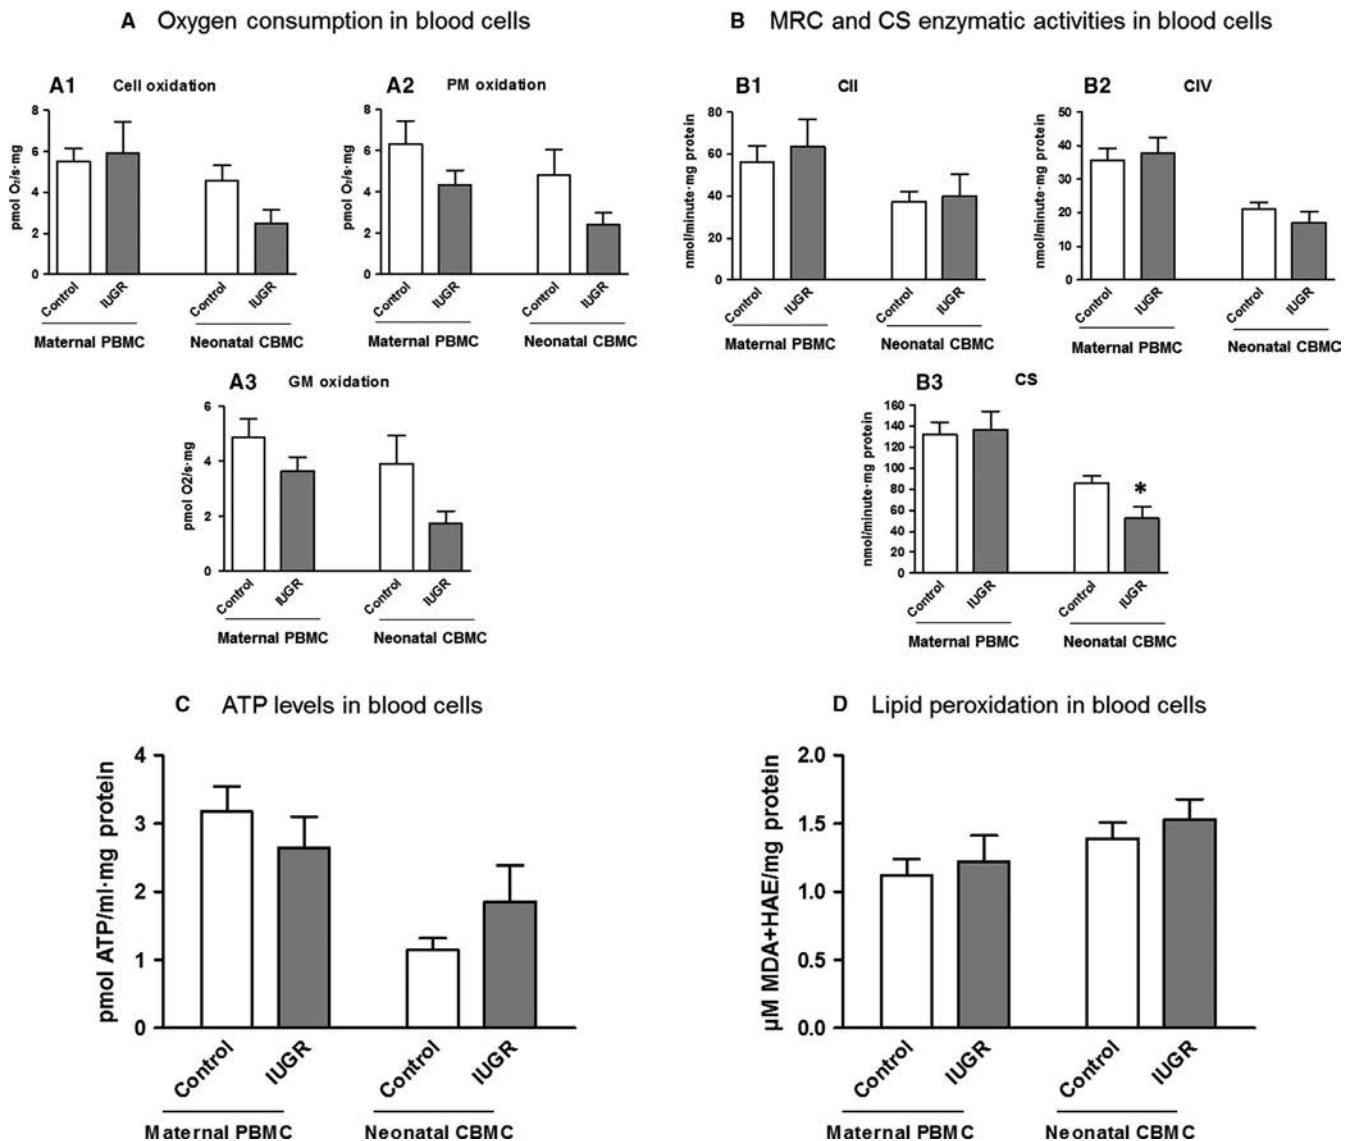 A Oxygen consumption in blood cells
B MRC and CS enzymatic activities in blood cells
A1 Cell oxidation
pmol O₂/s·mg
8
6
4
2
0
Control IUGR Control IUGR
Maternal PBMC Neonatal CBMC
A2 PM oxidation
pmol O₂/s·mg
8
6
4
2
0
Control IUGR Control IUGR
Maternal PBMC Neonatal CBMC
A3 GM oxidation
pmol O2/s·mg
6
4
2
0
Control IUGR Control IUGR
Maternal PBMC Neonatal CBMC
B1 CII
nmol/minute·mg protein
80
60
40
20
0
Control IUGR Control IUGR
Maternal PBMC Neonatal CBMC
B2 CIV
nmol/minute·mg protein
50
40
30
20
10
0
Control IUGR Control IUGR
Maternal PBMC Neonatal CBMC
B3 CS
nmol/minute·mg protein
160
140
120
100
80
60
40
20
0
*
Control IUGR Control IUGR
Maternal PBMC Neonatal CBMC
C ATP levels in blood cells
pmol ATP/ml·mg protein
4
3
2
1
0
Control IUGR Control IUGR
Maternal PBMC Neonatal CBMC
D Lipid peroxidation in blood cells
µM MDA+HAE/mg protein
2.0
1.5
1.0
0.5
0.0
Control IUGR Control IUGR
Maternal PBMC Neonatal CBMC